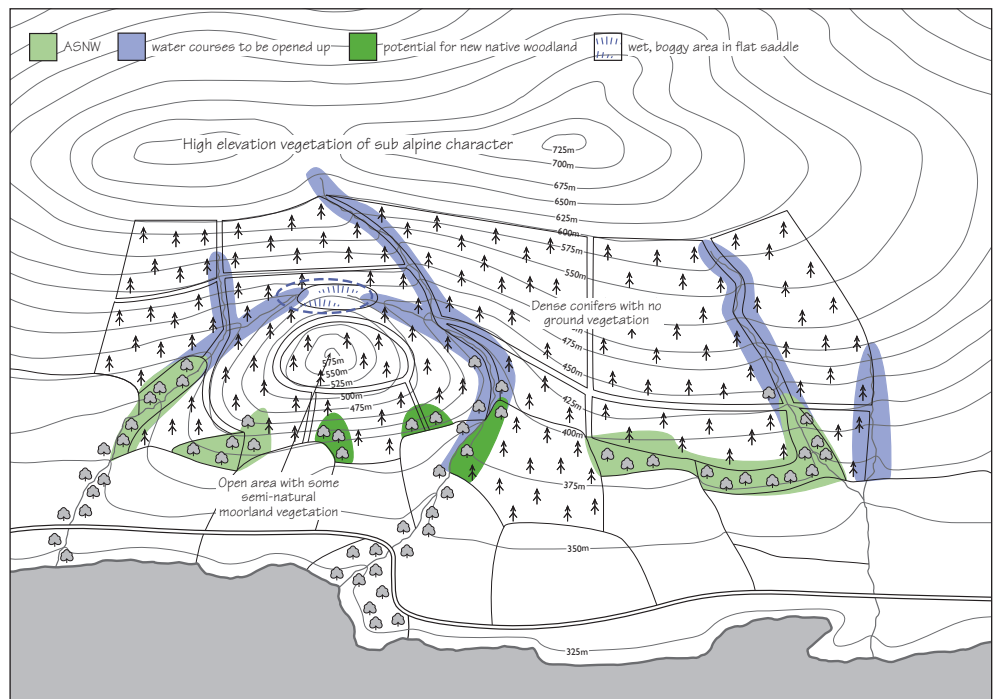 ASNW
water courses to be opened up
potential for new native woodland
wet, boggy area in flat saddle
High elevation vegetation of sub alpine character
725m
700m
675m
650m
625m
600m
575m
550m
Dense conifers with no
ground vegetation
475m
450m
425m
400m
375m
350m
325m
575m
550m
525m
500m
475m
Open area with some
semi-natural
moorland vegetation